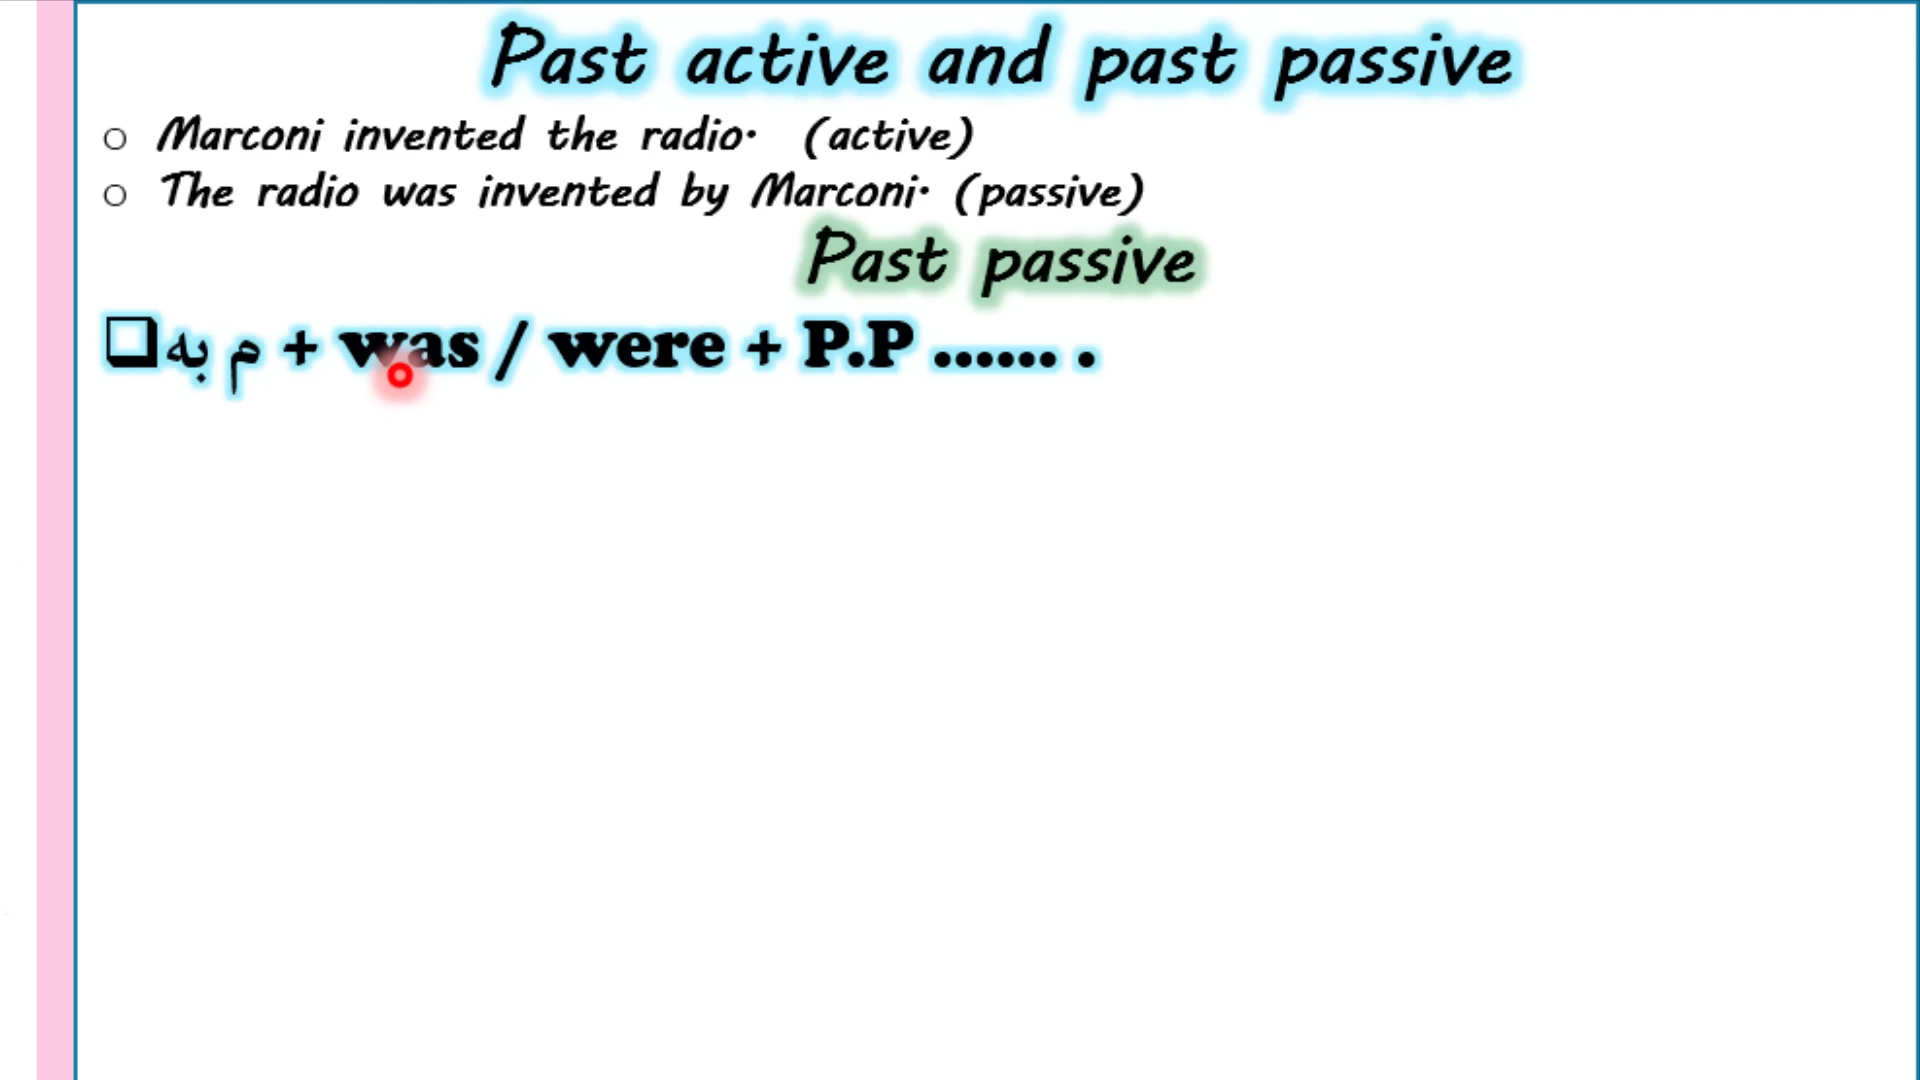 Past active and past passive
o Marconi invented the radio. (active)
o The radio was invented by Marconi. (passive)
Past passive
❑م به + was / were + P.P ...... .